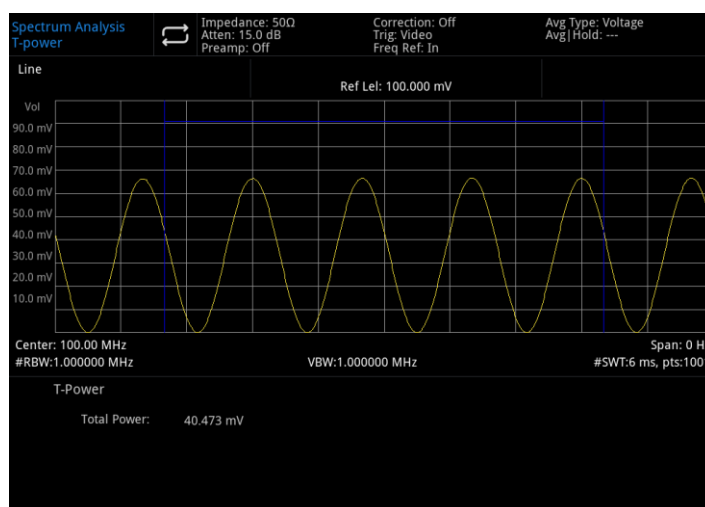 Spectrum Analysis
T-power
Impedance: 50Ω
Atten: 15.0 dB
Preamp: Off
Correction: Off
Trig: Video
Freq Ref: In
Avg Type: Voltage
Avg|Hold: ---
Line
Ref Lel: 100.000 mV
Vol
90.0 mV
80.0 mV
70.0 mV
60.0 mV
50.0 mV
40.0 mV
30.0 mV
20.0 mV
10.0 mV
Center: 100.00 MHz
Span: 0 H
#RBW:1.000000 MHz
VBW:1.000000 MHz
#SWT:6 ms, pts:100
T-Power
Total Power: 40.473 mV